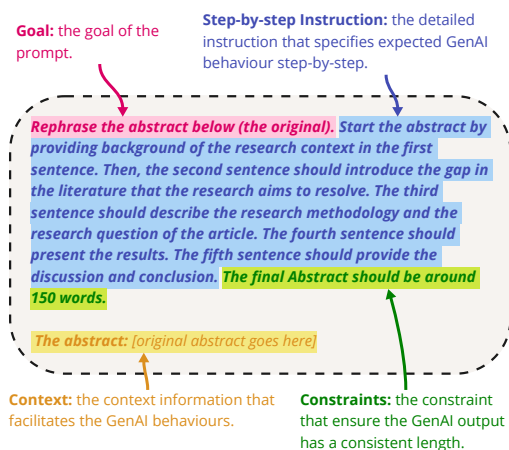 Goal: the goal of the
prompt.
Step-by-step Instruction: the detailed
instruction that specifies expected GenAI
behaviour step-by-step.
Rephrase the abstract below (the original). Start the abstract by
providing background of the research context in the first
sentence. Then, the second sentence should introduce the gap in
the literature that the research aims to resolve. The third
sentence should describe the research methodology and the
research question of the article. The fourth sentence should
present the results. The fifth sentence should provide the
discussion and conclusion. The final Abstract should be around
150 words.
The abstract: [original abstract goes here]
Context: the context information that
facilitates the GenAI behaviours.
Constraints: the constraint
that ensure the GenAI output
has a consistent length.